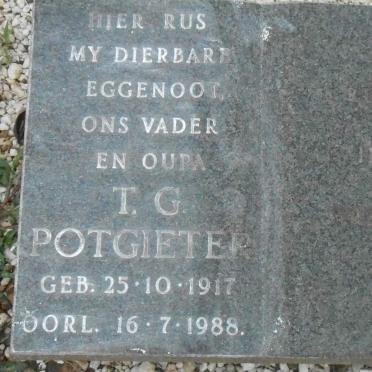 HIER RUS
MY DIERBARE
EGGENOOT,
ONS VADER
EN OUPA
T. G.
POTGIETER
GEB. 25·10·1917
OORL. 16·7·1988.